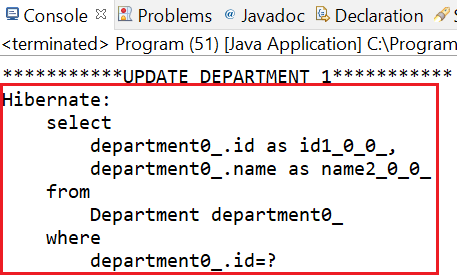 Console Problems @ Javadoc Declaration S
<terminated> Program (51) [Java Application] C:\Program
***********UPDATE DEPARTMENT 1***********
Hibernate:
select
department0_.id as id1_0_0_,
department0_.name as name2_0_0_
from
Department department0_
where
department0_.id=?